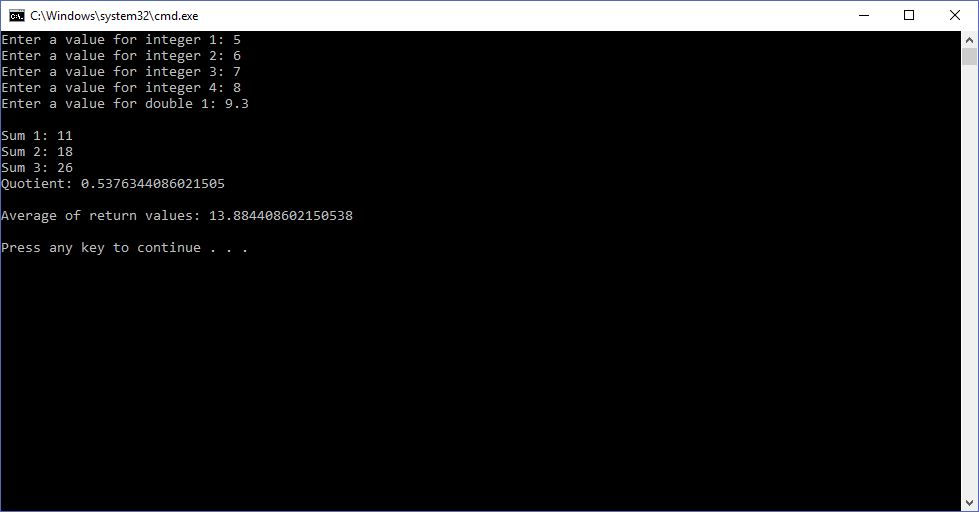 C:\Windows\system32\cmd.exe
Enter a value for integer 1: 5
Enter a value for integer 2: 6
Enter a value for integer 3: 7
Enter a value for integer 4: 8
Enter a value for double 1: 9.3
Sum 1: 11
Sum 2: 18
Sum 3: 26
Quotient: 0.5376344086021505
Average of return values: 13.884408602150538
Press any key to continue . . .